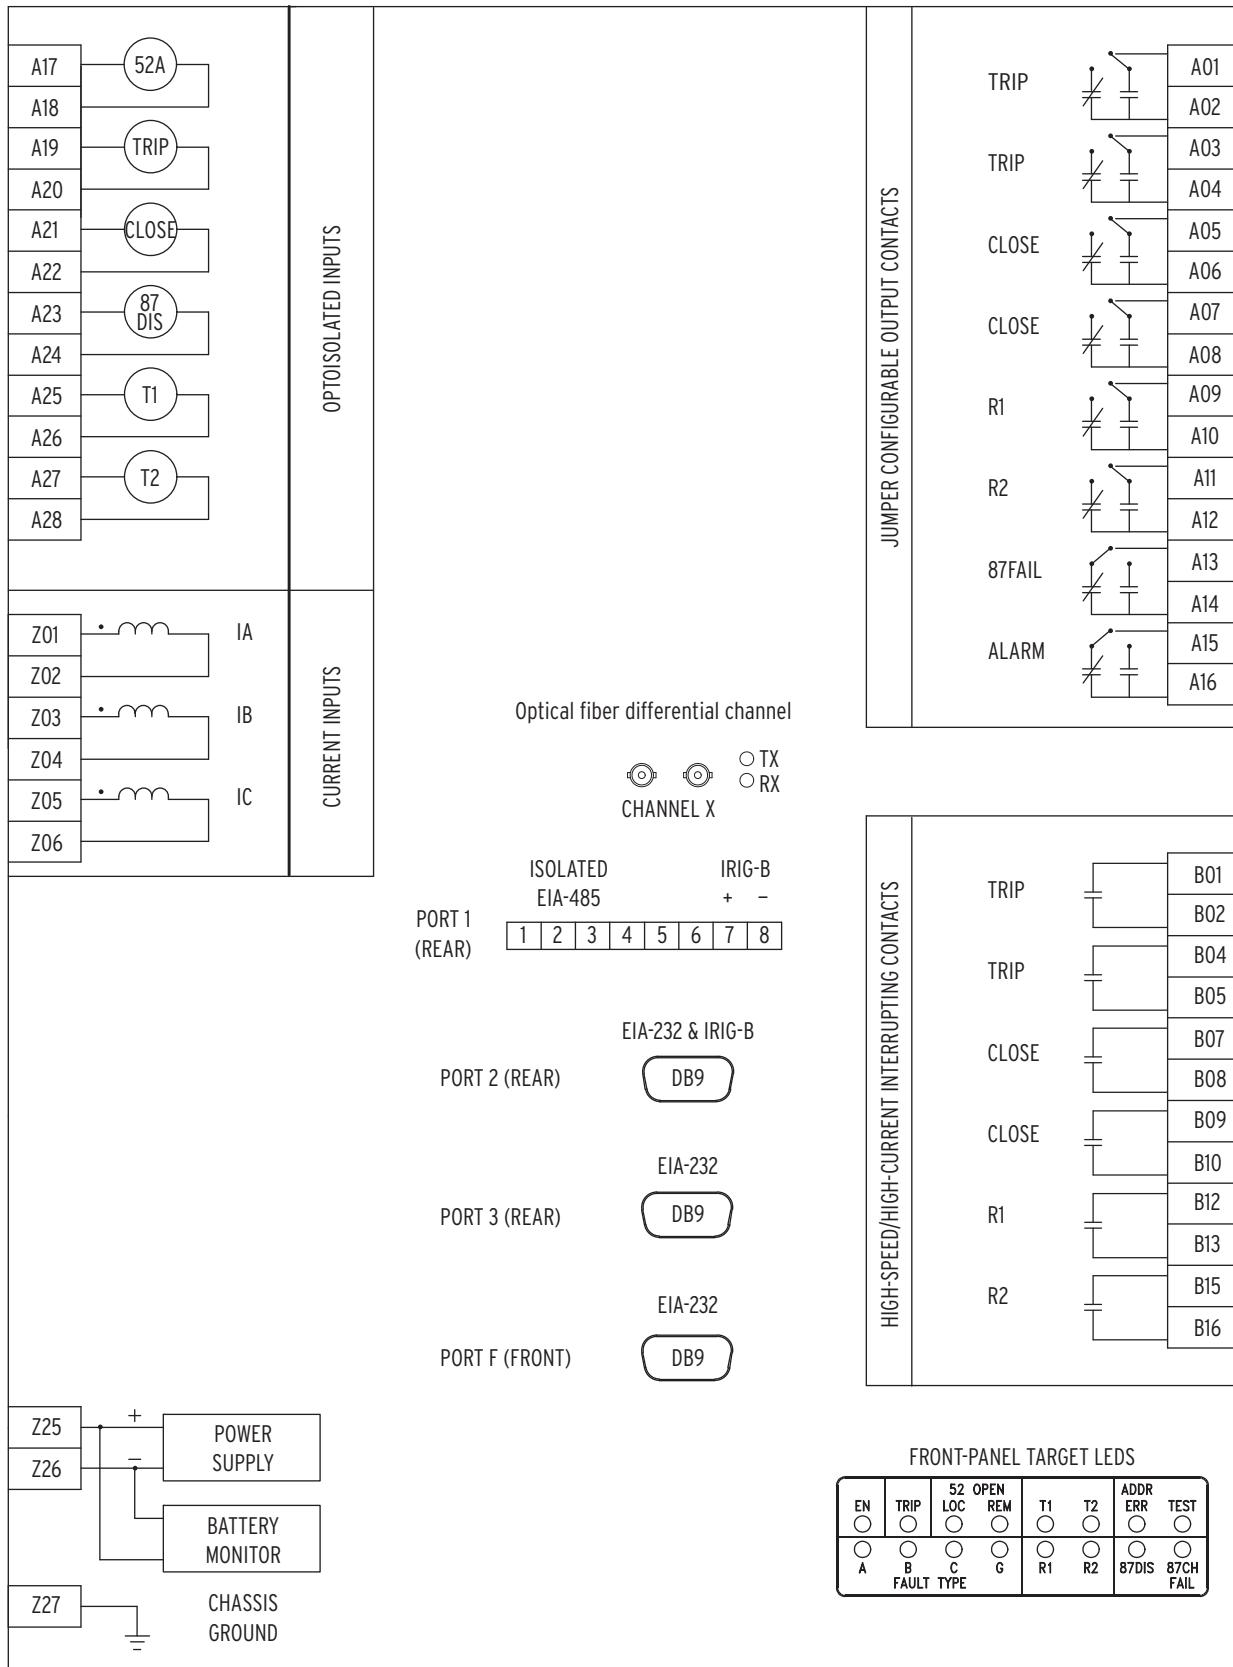 A17
52A
A18
A19
TRIP
A20
A21
CLOSE
A22
A23
87
DIS
A24
A25
T1
A26
A27
T2
A28
OPTOISOLATED INPUTS
Z01
IA
Z02
Z03
IB
Z04
Z05
IC
Z06
CURRENT INPUTS
JUMPER CONFIGURABLE OUTPUT CONTACTS
TRIP
A01
A02
TRIP
A03
A04
CLOSE
A05
A06
CLOSE
A07
A08
R1
A09
A10
R2
A11
A12
87FAIL
A13
A14
ALARM
A15
A16
Optical fiber differential channel
TX
RX
CHANNEL X
ISOLATED
EIA-485
IRIG-B
+ −
PORT 1
(REAR)
1 2 3 4 5 6 7 8
EIA-232 & IRIG-B
PORT 2 (REAR)
DB9
EIA-232
PORT 3 (REAR)
DB9
EIA-232
PORT F (FRONT)
DB9
HIGH-SPEED/HIGH-CURRENT INTERRUPTING CONTACTS
TRIP
B01
B02
TRIP
B04
B05
CLOSE
B07
B08
CLOSE
B09
B10
R1
B12
B13
R2
B15
B16
Z25
+
POWER
SUPPLY
Z26
−
BATTERY
MONITOR
Z27
CHASSIS
GROUND
FRONT-PANEL TARGET LEDS
52 OPEN
ADDR
EN TRIP LOC REM T1 T2 ERR TEST
A B C G R1 R2 87DIS 87CH
FAULT TYPE
FAIL